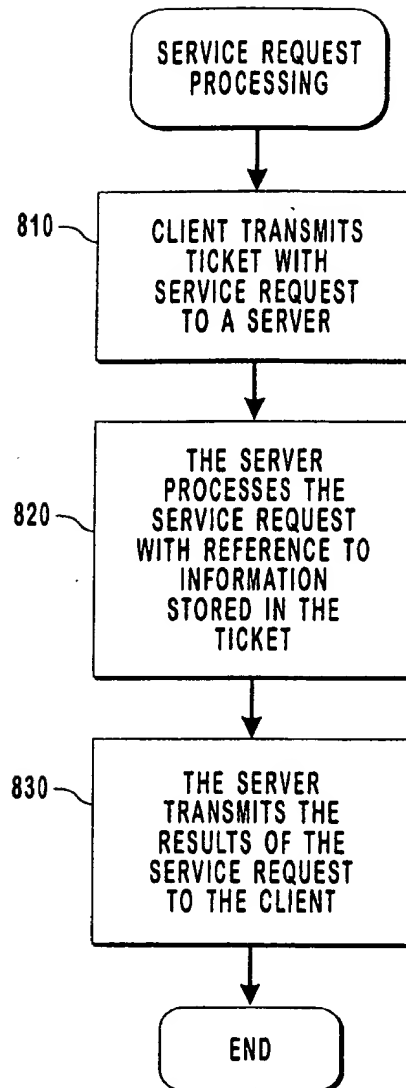 SERVICE REQUEST
PROCESSING
810
CLIENT TRANSMITS
TICKET WITH
SERVICE REQUEST
TO A SERVER
820
THE SERVER
PROCESSES THE
SERVICE REQUEST
WITH REFERENCE TO
INFORMATION
STORED IN THE
TICKET
830
THE SERVER
TRANSMITS THE
RESULTS OF THE
SERVICE REQUEST
TO THE CLIENT
END